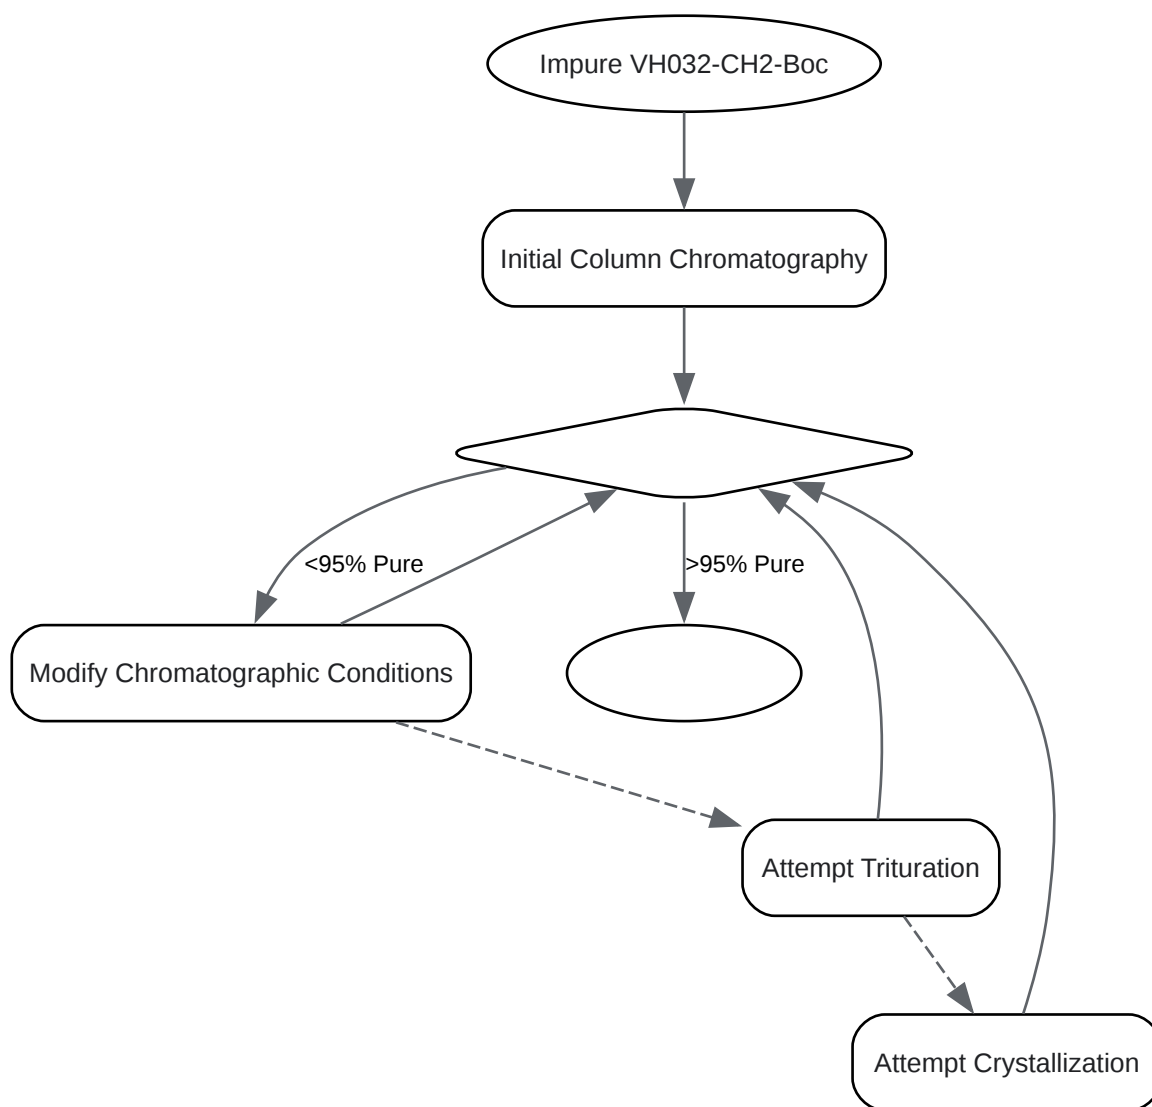 Impure VH032-CH2-Boc
Initial Column Chromatography
<95% Pure
>95% Pure
Modify Chromatographic Conditions
Attempt Trituration
Attempt Crystallization